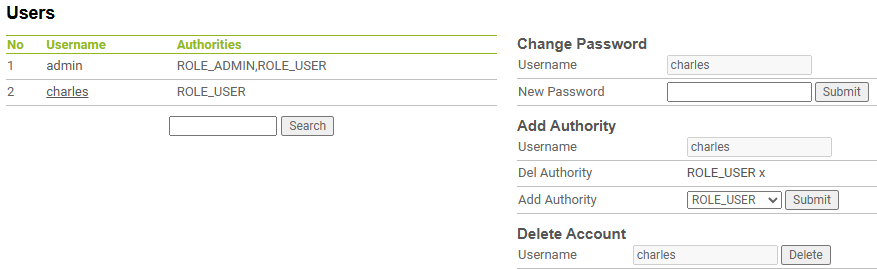 Users
No Username Authorities
1 admin ROLE_ADMIN,ROLE_USER
2 charles ROLE_USER
Search
Change Password
Username charles
New Password Submit
Add Authority
Username charles
Del Authority ROLE_USER x
Add Authority ROLE_USER Submit
Delete Account
Username charles Delete